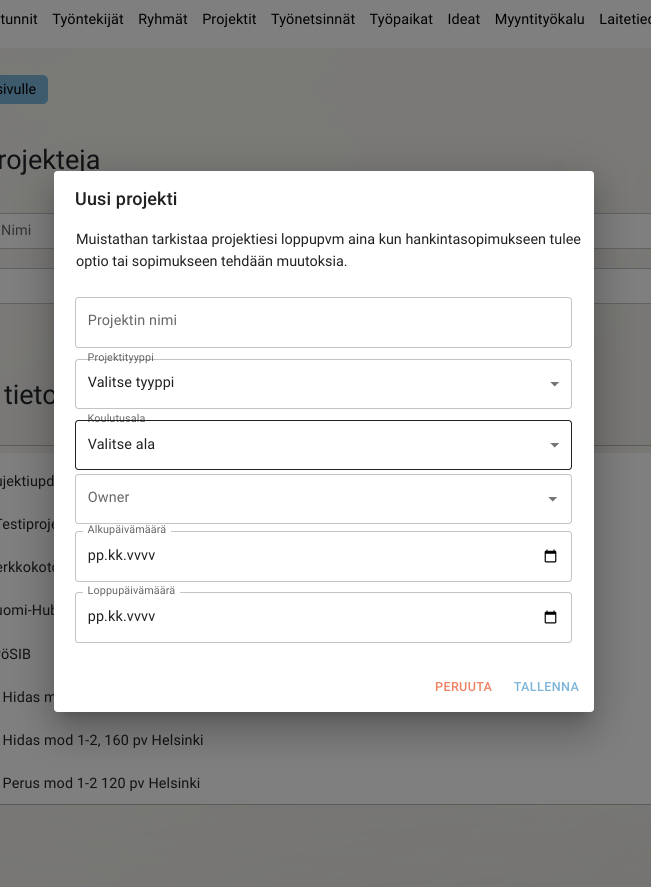 tunnit Työntekijät Ryhmät Projektit Työnetsinnät Työpaikat Ideat Myyntityökalu Laitetied
sivulle
rojekteja
Nimi
Uusi projekti
Muistathan tarkistaa projektiesi loppupvm aina kun hankintasopimukseen tulee
optio tai sopimukseen tehdään muutoksia.
Projektin nimi
Projektityyppi
Valitse tyyppi
tieto
Koulutusala
Valitse ala
ujektiupd
Owner
Testiproje
Alkupäivämäärä
pp.kk.vvvv
erkkokoto
Loppupäivämäärä
pp.kk.vvvv
uomi-Hub
öSIB
Hidas m
PERUUTA TALLENNA
Hidas mod 1-2, 160 pv Helsinki
Perus mod 1-2 120 pv Helsinki